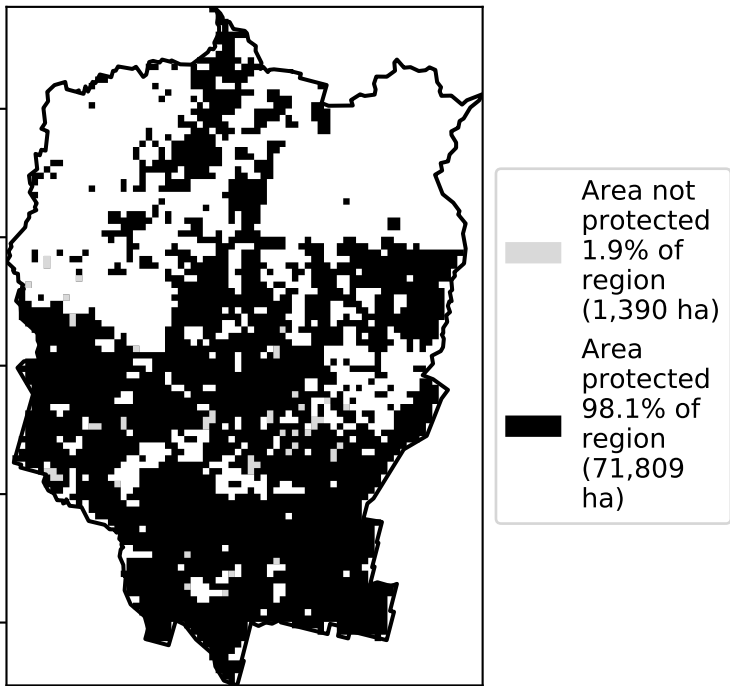 Area not
protected
1.9% of
region
(1,390 ha)
Area
protected
98.1% of
region
(71,809
ha)